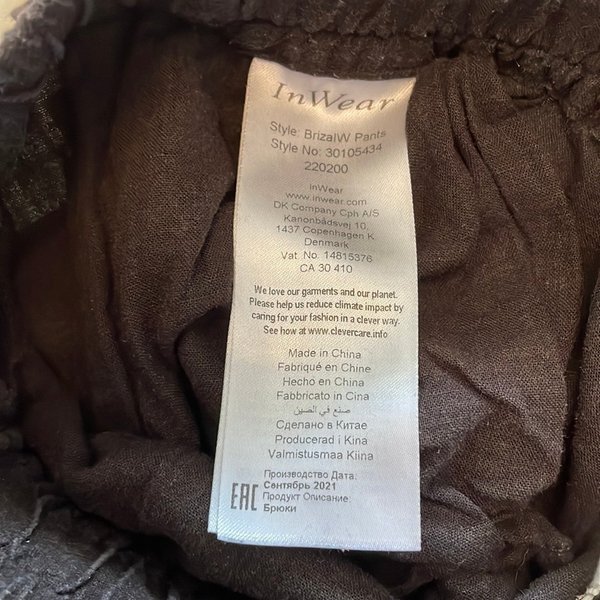 InWear
Style: BrizaIW Pants
Style No: 30105434
220200
InWear
www.inwear.com
DK Company Cph A/S
Kanonbådsvej 10,
1437 Copenhagen K
Denmark
Vat. No. 14815376
CA 30 410
We love our garments and our planet.
Please help us reduce climate impact by
caring for your fashion in a clever way.
See how at www.clevercare.info
Made in China
Fabriqué en Chine
Hecho en China
Fabbricato in Cina
صنع في الصين
Сделано в Китае
Producerad i Kina
Valmistusmaa Kiina
Производство Дата:
Сентябрь 2021
EAC Продукт Описание:
Брюки